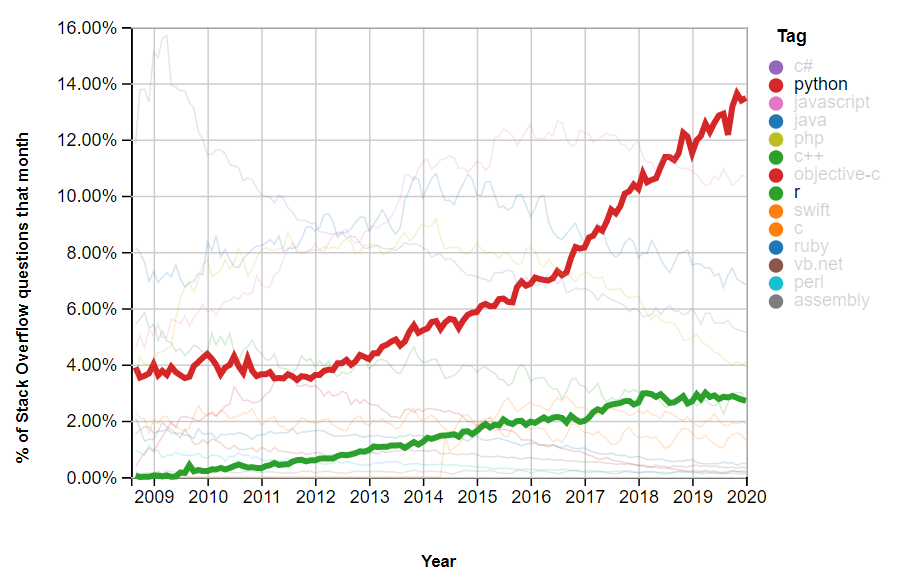 16.00%
14.00%
12.00%
10.00%
8.00%
6.00%
4.00%
2.00%
0.00%
% of Stack Overflow questions that month
2009 2010 2011 2012 2013 2014 2015 2016 2017 2018 2019 2020
Year
Tag
c#
python
javascript
java
php
c++
objective-c
r
swift
c
ruby
vb.net
perl
assembly